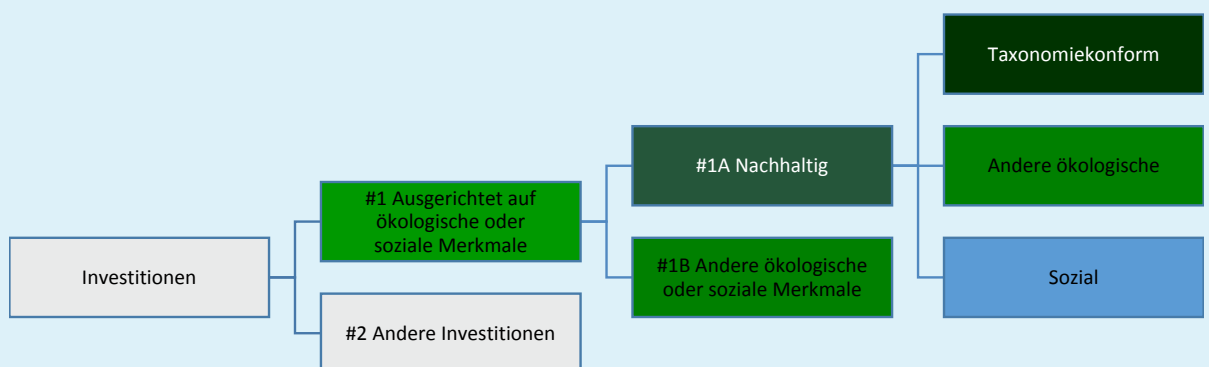 Investitionen
#1 Ausgerichtet auf
ökologische oder
soziale Merkmale
#2 Andere Investitionen
#1A Nachhaltig
#1B Andere ökologische
oder soziale Merkmale
Taxonomiekonform
Andere ökologische
Sozial